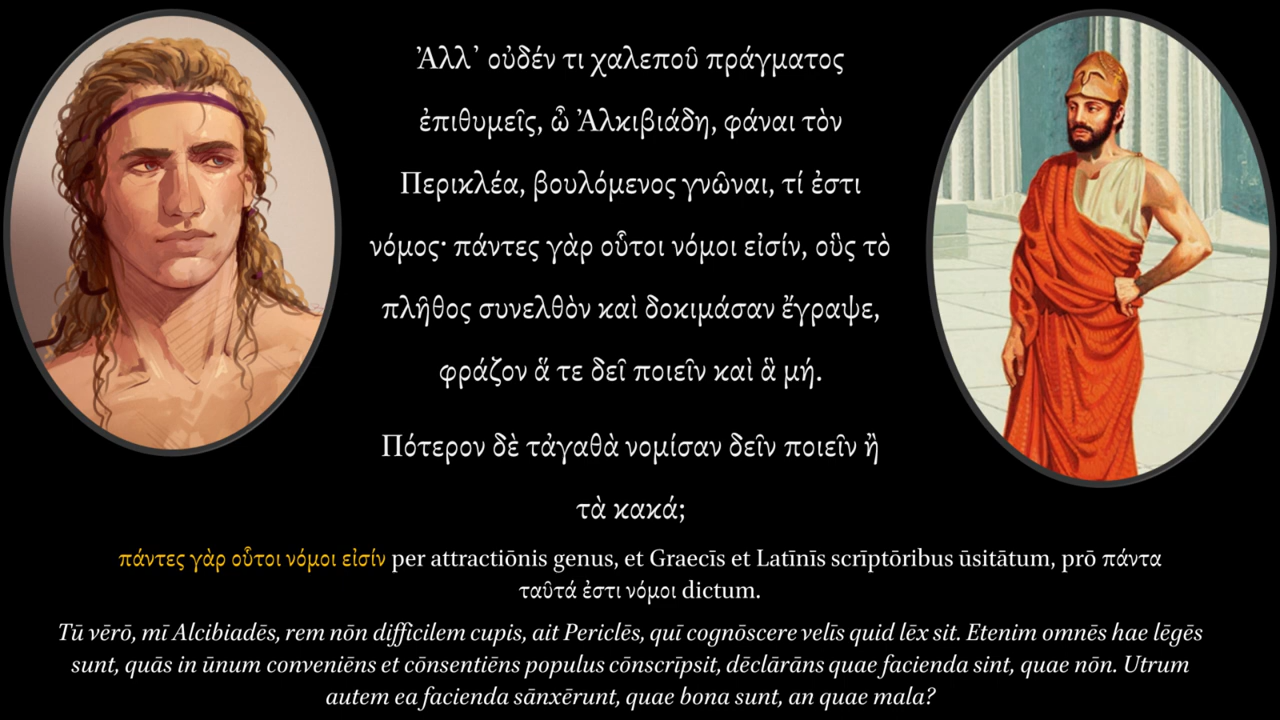 Ἀλλ᾽ οὐδέν τι χαλεποῦ πράγματος
ἐπιθυμεῖς, ὦ Ἀλκιβιάδη, φάναι τὸν
Περικλέα, βουλόμενος γνῶναι, τί ἐστι
νόμος· πάντες γὰρ οὗτοι νόμοι εἰσίν, οὓς τὸ
πλῆθος συνελθὸν καὶ δοκιμάσαν ἔγραψε,
φράζον ἅ τε δεῖ ποιεῖν καὶ ἃ μή.
Πότερον δὲ τἀγαθὰ νομίσαν δεῖν ποιεῖν ἢ
τὰ κακά;
πάντες γὰρ οὗτοι νόμοι εἰσίν per attractiōnis genus, et Graecīs et Latīnīs scrīptōribus ūsitātum, prō πάντα
ταῦτά ἐστι νόμοι dictum.
Tū vērō, mī Alcibiadēs, rem nōn difficilem cupis, ait Periclēs, quī cognōscere velīs quid lēx sit. Etenim omnēs hae lēgēs
sunt, quās in ūnum conveniēns et cōnsentiēns populus cōnscrīpsit, dēclārāns quae facienda sint, quae nōn. Utrum
autem ea facienda sānxērunt, quae bona sunt, an quae mala?